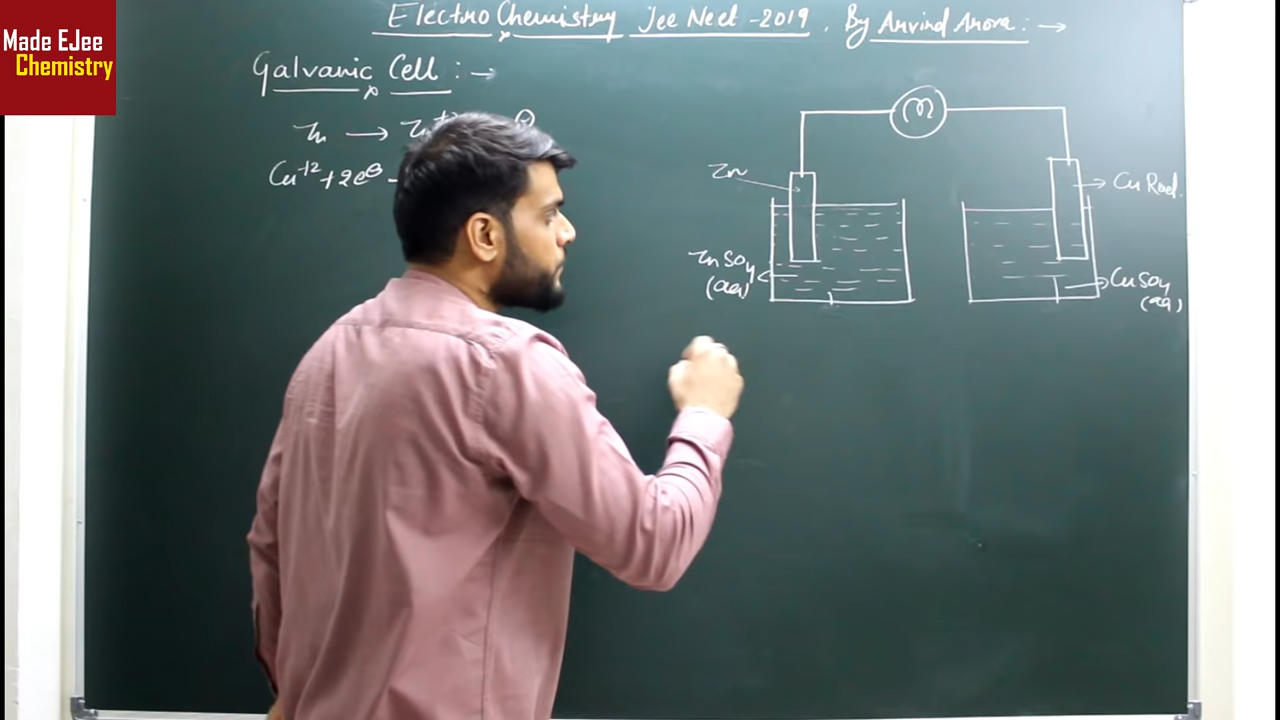 Made EJee
Chemistry
Electro Chemistry Jee Neet - 2019 . By Arvind Arora : →
Galvanic Cell : →
Zn → Zn
Cu+2 + 2e⊖ -
M
Zn
Cu Rod.
ZnSO4
(aq)
CuSO4
(aq)